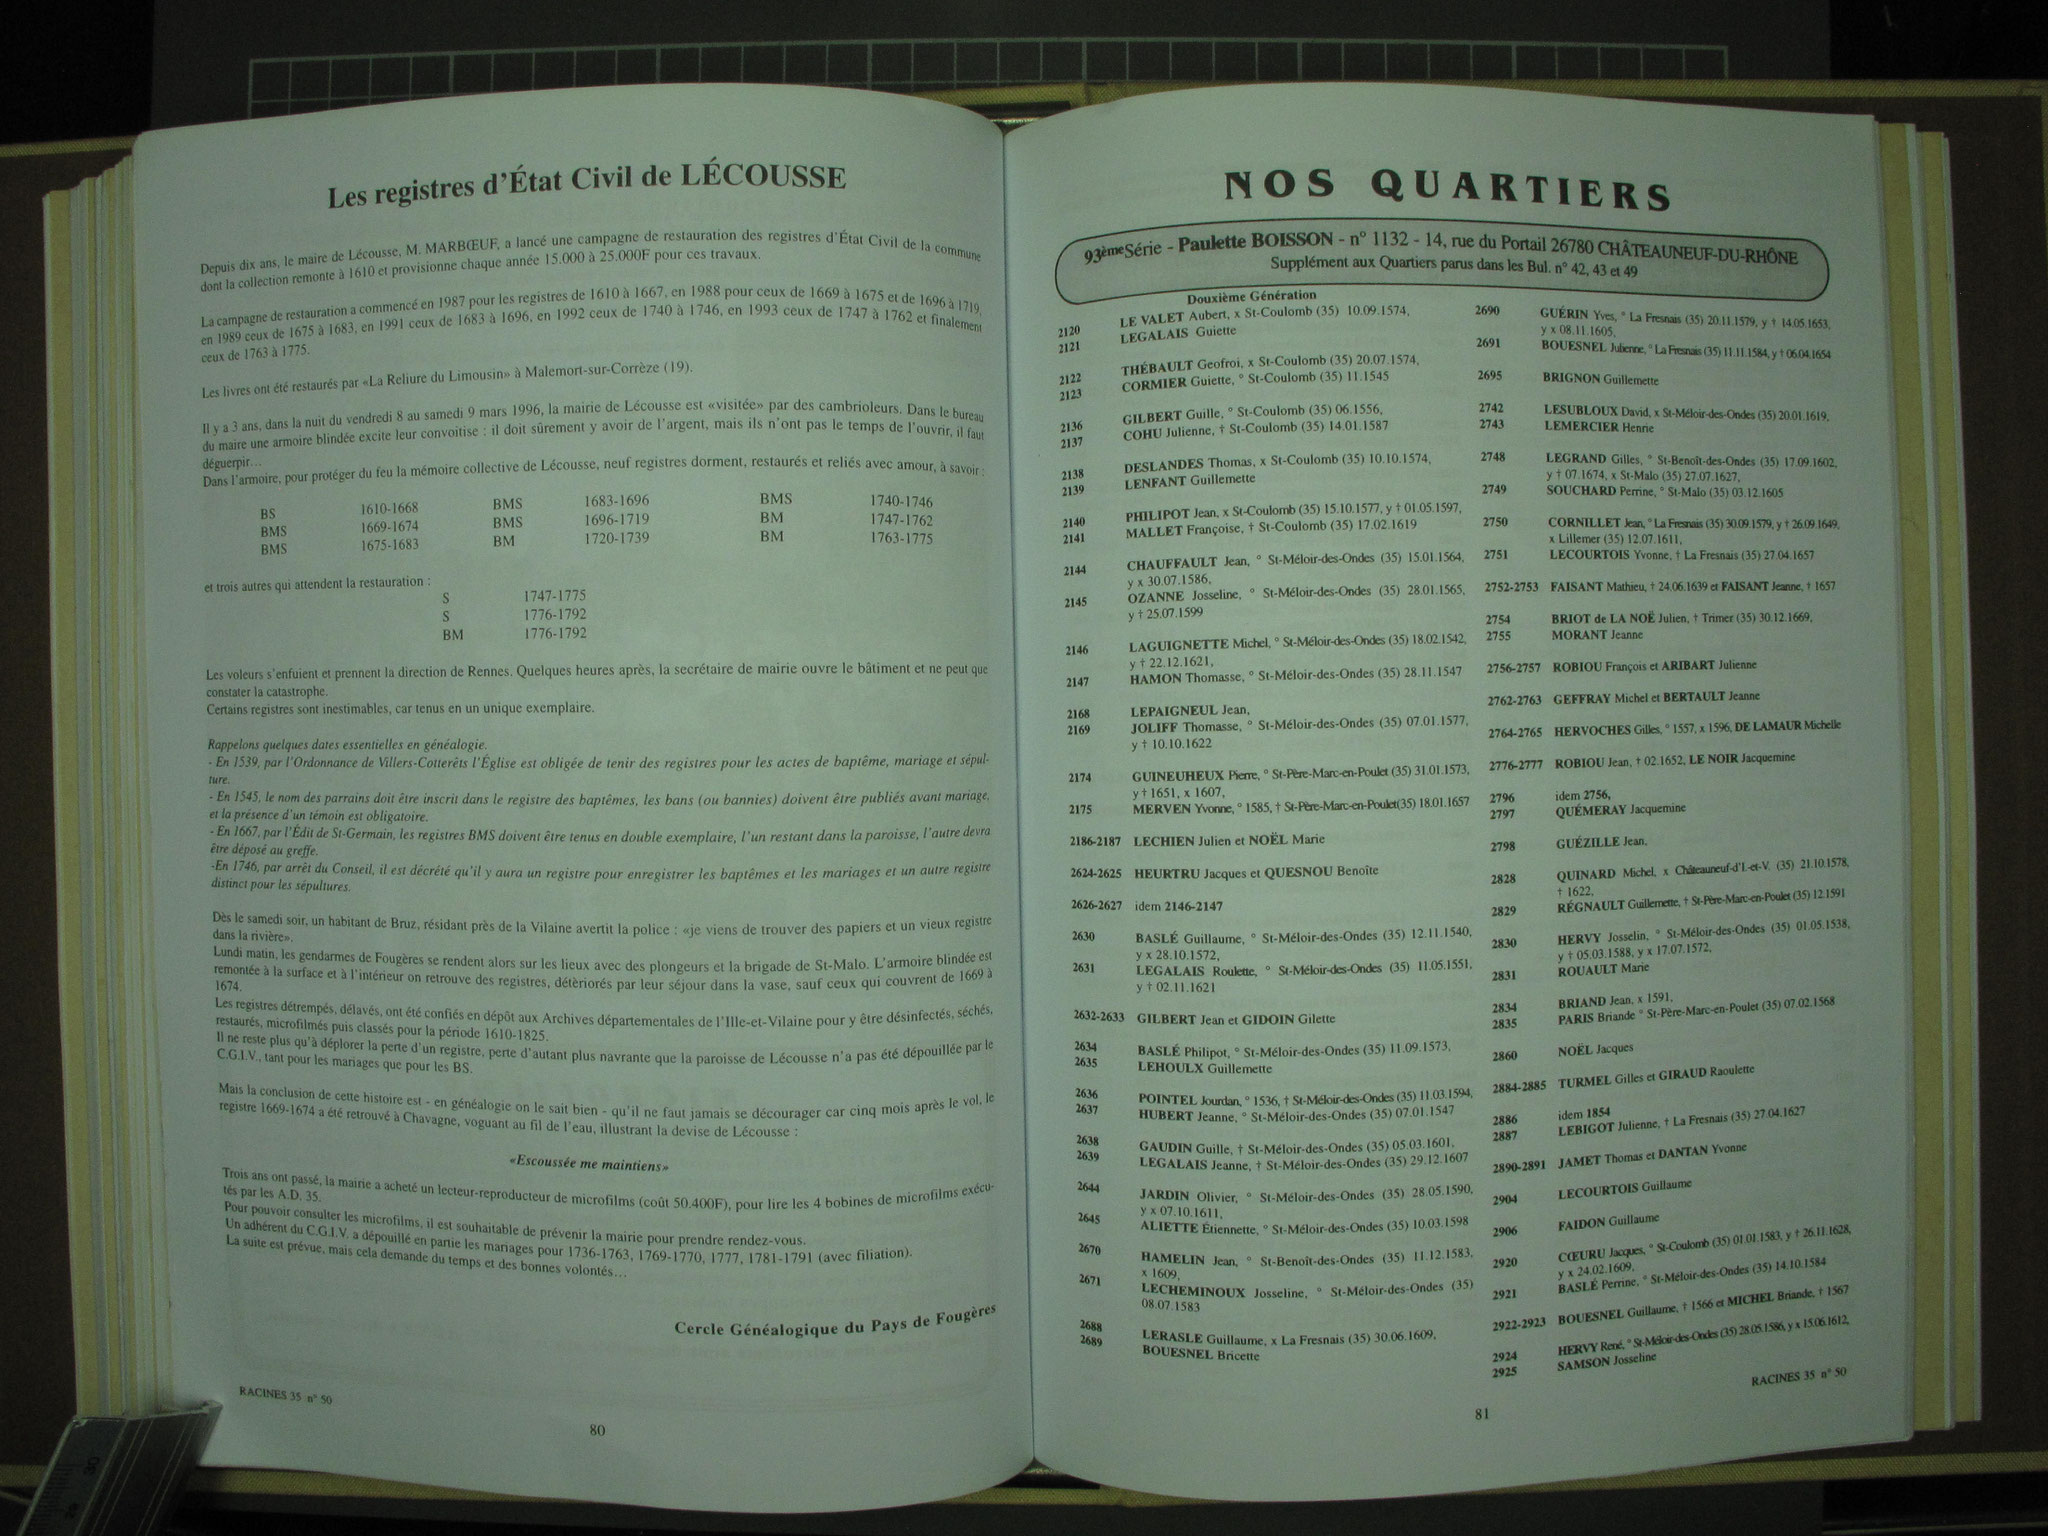 Les registres d'État Civil de LÉCOUSSE
Depuis dix ans, le maire de Lécousse, M. MARBŒUF, a lancé une campagne de restauration des registres d'État Civil de la commune
dont la collection remonte à 1610 et provisionne chaque année 15.000 à 25.000F pour ces travaux.
La campagne de restauration a commencé en 1987 pour les registres de 1610 à 1667, en 1988 pour ceux de 1669 à 1675 et de 1696 à 1719,
en 1989 ceux de 1675 à 1683, en 1991 ceux de 1683 à 1696, en 1992 ceux de 1740 à 1746, en 1993 ceux de 1747 à 1762 et finalement
ceux de 1763 à 1775.
Les livres ont été restaurés par «La Reliure du Limousin» à Malemort-sur-Corrèze (19).
Il y a 3 ans, dans la nuit du vendredi 8 au samedi 9 mars 1996, la mairie de Lécousse est «visitée» par des cambrioleurs. Dans le bureau
du maire une armoire blindée excite leur convoitise : il doit sûrement y avoir de l'argent, mais ils n'ont pas le temps de l'ouvrir, il faut
déguerpir…
Dans l'armoire, pour protéger du feu la mémoire collective de Lécousse, neuf registres dorment, restaurés et reliés avec amour, à savoir :
BS 1610-1668 BMS 1683-1696 BMS 1740-1746
BMS 1669-1674 BMS 1696-1719 BM 1747-1762
BMS 1675-1683 BM 1720-1739 BM 1763-1775
et trois autres qui attendent la restauration :
S 1747-1775
S 1776-1792
BM 1776-1792
Les voleurs s'enfuient et prennent la direction de Rennes. Quelques heures après, la secrétaire de mairie ouvre le bâtiment et ne peut que
constater la catastrophe.
Certains registres sont inestimables, car tenus en un unique exemplaire.
Rappelons quelques dates essentielles en généalogie.
- En 1539, par l'Ordonnance de Villers-Cotterêts l'Église est obligée de tenir des registres pour les actes de baptême, mariage et sépul-
ture.
- En 1545, le nom des parrains doit être inscrit dans le registre des baptêmes, les bans (ou bannies) doivent être publiés avant mariage,
et la présence d'un témoin est obligatoire.
- En 1667, par l'Édit de St-Germain, les registres BMS doivent être tenus en double exemplaire, l'un restant dans la paroisse, l'autre devra
être déposé au greffe.
-En 1746, par arrêt du Conseil, il est décrété qu'il y aura un registre pour enregistrer les baptêmes et les mariages et un autre registre
distinct pour les sépultures.
Dès le samedi soir, un habitant de Bruz, résidant près de la Vilaine avertit la police : «je viens de trouver des papiers et un vieux registre
dans la rivière».
Lundi matin, les gendarmes de Fougères se rendent alors sur les lieux avec des plongeurs et la brigade de St-Malo. L'armoire blindée est
remontée à la surface et à l'intérieur on retrouve des registres, détèriorés par leur séjour dans la vase, sauf ceux qui couvrent de 1669 à
1674.
Les registres détrempés, délavés, ont été confiés en dépôt aux Archives départementales de l'Ille-et-Vilaine pour y être désinfectés, séchés,
restaurés, microfilmés puis classés pour la période 1610-1825.
Il ne reste plus qu'à déplorer la perte d'un registre, perte d'autant plus navrante que la paroisse de Lécousse n'a pas été dépouillée par le
C.G.I.V., tant pour les mariages que pour les BS.
Mais la conclusion de cette histoire est - en généalogie on le sait bien - qu'il ne faut jamais se décourager car cinq mois après le vol, le
registre 1669-1674 a été retrouvé à Chavagne, voguant au fil de l'eau, illustrant la devise de Lécousse :
«Escoussée me maintiens»
Trois ans ont passé, la mairie a acheté un lecteur-reproducteur de microfilms (coût 50.400F), pour lire les 4 bobines de microfilms exécu-
tés par les A.D. 35.
Pour pouvoir consulter les microfilms, il est souhaitable de prévenir la mairie pour prendre rendez-vous.
Un adhérent du C.G.I.V. a dépouillé en partie les mariages pour 1736-1763, 1769-1770, 1777, 1781-1791 (avec filiation).
La suite est prévue, mais cela demande du temps et des bonnes volontés…
Cercle Généalogique du Pays de Fougères
RACINES 35 n° 50
80
NOS QUARTIERS
93ème Série - Paulette BOISSON - n° 1132 - 14, rue du Portail 26780 CHÂTEAUNEUF-DU-RHÔNE
Supplément aux Quartiers parus dans les Bul. n° 42, 43 et 49
Douxième Génération
2120 LE VALET Aubert, x St-Coulomb (35) 10.09.1574,
2121 LEGALAIS Guiette
2122 THÉBAULT Geofroi, x St-Coulomb (35) 20.07.1574,
2123 CORMIER Guiette, ° St-Coulomb (35) 11.1545
2136 GILBERT Guille, ° St-Coulomb (35) 06.1556,
2137 COHU Julienne, † St-Coulomb (35) 14.01.1587
2138 DESLANDES Thomas, x St-Coulomb (35) 10.10.1574,
2139 LENFANT Guillemette
2140 PHILIPOT Jean, x St-Coulomb (35) 15.10.1577, y † 01.05.1597,
2141 MALLET Françoise, † St-Coulomb (35) 17.02.1619
2144 CHAUFFAULT Jean, ° St-Méloir-des-Ondes (35) 15.01.1564,
y x 30.07.1586,
2145 OZANNE Josseline, ° St-Méloir-des-Ondes (35) 28.01.1565,
y † 25.07.1599
2146 LAGUIGNETTE Michel, ° St-Méloir-des-Ondes (35) 18.02.1542,
y † 22.12.1621,
2147 HAMON Thomasse, ° St-Méloir-des-Ondes (35) 28.11.1547
2168 LEPAIGNEUL Jean,
2169 JOLIFF Thomasse, ° St-Méloir-des-Ondes (35) 07.01.1577,
y † 10.10.1622
2174 GUINEUHEUX Pierre, ° St-Père-Marc-en-Poulet (35) 31.01.1573,
y † 1651, x 1607,
2175 MERVEN Yvonne, ° 1585, † St-Père-Marc-en-Poulet(35) 18.01.1657
2186-2187 LECHIEN Julien et NOËL Marie
2624-2625 HEURTRU Jacques et QUESNOU Benoîte
2626-2627 idem 2146-2147
2630 BASLÉ Guillaume, ° St-Méloir-des-Ondes (35) 12.11.1540,
y x 28.10.1572,
2631 LEGALAIS Roulette, ° St-Méloir-des-Ondes (35) 11.05.1551,
y † 02.11.1621
2632-2633 GILBERT Jean et GIDOIN Gilette
2634 BASLÉ Philipot, ° St-Méloir-des-Ondes (35) 11.09.1573,
2635 LEHOULX Guillemette
2636 POINTEL Jourdan, ° 1536, † St-Méloir-des-Ondes (35) 11.03.1594,
2637 HUBERT Jeanne, ° St-Méloir-des-Ondes (35) 07.01.1547
2638 GAUDIN Guille, † St-Méloir-des-Ondes (35) 05.03.1601,
2639 LEGALAIS Jeanne, † St-Méloir-des-Ondes (35) 29.12.1607
2644 JARDIN Olivier, ° St-Méloir-des-Ondes (35) 28.05.1590,
y x 07.10.1611,
2645 ALIETTE Étiennette, ° St-Méloir-des-Ondes (35) 10.03.1598
2670 HAMELIN Jean, ° St-Benoît-des-Ondes (35) 11.12.1583,
x 1609,
2671 LECHEMINOUX Josseline, ° St-Méloir-des-Ondes (35)
08.07.1583
2688 LERASLE Guillaume, x La Fresnais (35) 30.06.1609,
2689 BOUESNEL Bricette
2690 GUÉRIN Yves, ° La Fresnais (35) 20.11.1579, y † 14.05.1653,
y x 08.11.1605,
2691 BOUESNEL Julienne, ° La Fresnais (35) 11.11.1584, y † 06.04.1654
2695 BRIGNON Guillemette
2742 LESUBLOUX David, x St-Méloir-des-Ondes (35) 20.01.1619,
2743 LEMERCIER Henrie
2748 LEGRAND Gilles, ° St-Benoît-des-Ondes (35) 17.09.1602,
y † 07.1674, x St-Malo (35) 27.07.1627,
2749 SOUCHARD Perrine, ° St-Malo (35) 03.12.1605
2750 CORNILLET Jean, ° La Fresnais (35) 30.09.1579, y † 26.09.1649,
x Lillemer (35) 12.07.1611,
2751 LECOURTOIS Yvonne, † La Fresnais (35) 27.04.1657
2752-2753 FAISANT Mathieu, † 24.06.1639 et FAISANT Jeanne, † 1657
2754 BRIOT de LA NOË Julien, † Trimer (35) 30.12.1669,
2755 MORANT Jeanne
2756-2757 ROBIOU François et ARIBART Julienne
2762-2763 GEFFRAY Michel et BERTAULT Jeanne
2764-2765 HERVOCHES Gilles, ° 1557, x 1596, DE LAMAUR Michelle
2776-2777 ROBIOU Jean, † 02.1652, LE NOIR Jacquemine
2796 idem 2756,
2797 QUÉMERAY Jacquemine
2798 GUÉZILLE Jean,
2828 QUINARD Michel, x Châteauneuf-d'I.-et-V. (35) 21.10.1578,
† 1622,
2829 RÉGNAULT Guillemette, † St-Père-Marc-en-Poulet (35) 12.1591
2830 HERVY Josselin, ° St-Méloir-des-Ondes (35) 01.05.1538,
y † 05.03.1588, y x 17.07.1572,
2831 ROUAULT Marie
2834 BRIAND Jean, x 1591,
2835 PARIS Briande ° St-Père-Marc-en-Poulet (35) 07.02.1568
2860 NOËL Jacques
2884-2885 TURMEL Gilles et GIRAUD Raoulette
2886 idem 1854
2887 LEBIGOT Julienne, † La Fresnais (35) 27.04.1627
2890-2891 JAMET Thomas et DANTAN Yvonne
2904 LECOURTOIS Guillaume
2906 FAIDON Guillaume
2920 CŒURU Jacques, ° St-Coulomb (35) 01.01.1583, y † 26.11.1628,
y x 24.02.1609,
2921 BASLÉ Perrine, ° St-Méloir-des-Ondes (35) 14.10.1584
2922-2923 BOUESNEL Guillaume, † 1566 et MICHEL Briande, † 1567
2924 HERVY René, ° St-Méloir-des-Ondes (35) 28.05.1586, y x 15.06.1612,
2925 SAMSON Josseline
RACINES 35 n° 50
81